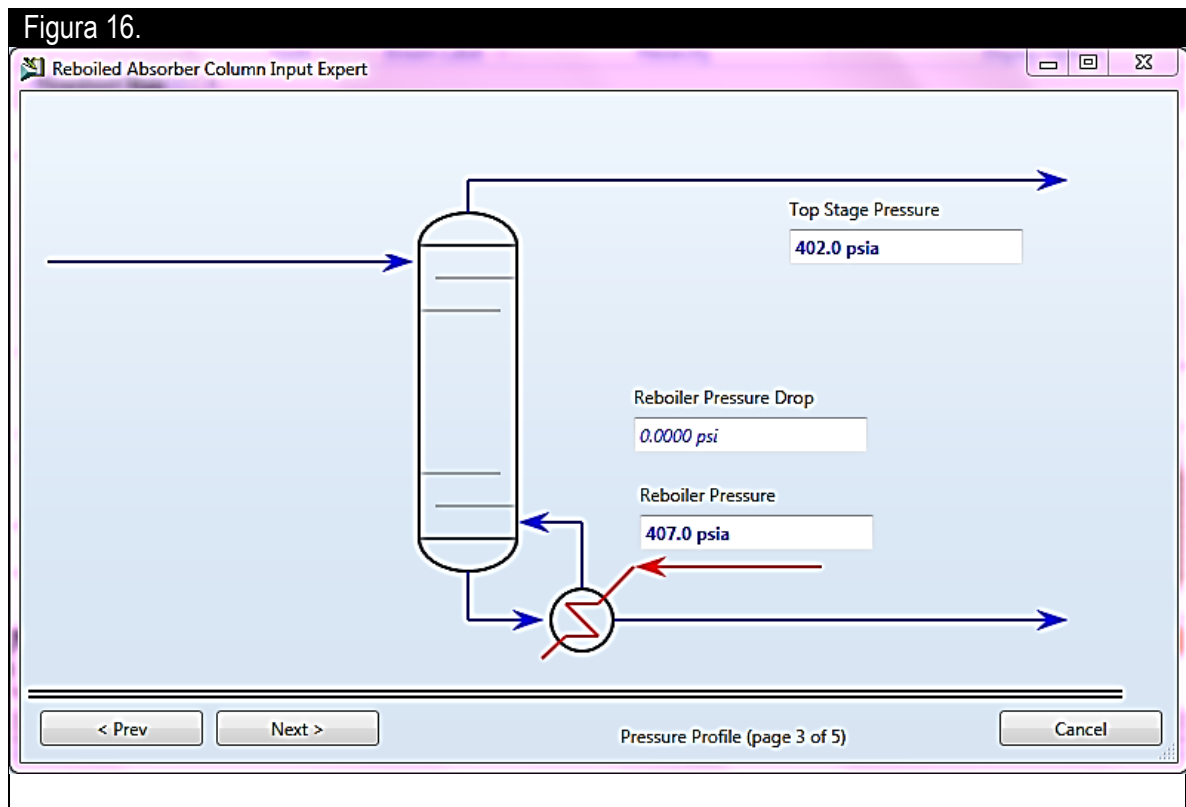 Figura 16.
Reboiled Absorber Column Input Expert
Top Stage Pressure
402.0 psia
Reboiler Pressure Drop
0.0000 psi
Reboiler Pressure
407.0 psia
< Prev
Next >
Pressure Profile (page 3 of 5)
Cancel